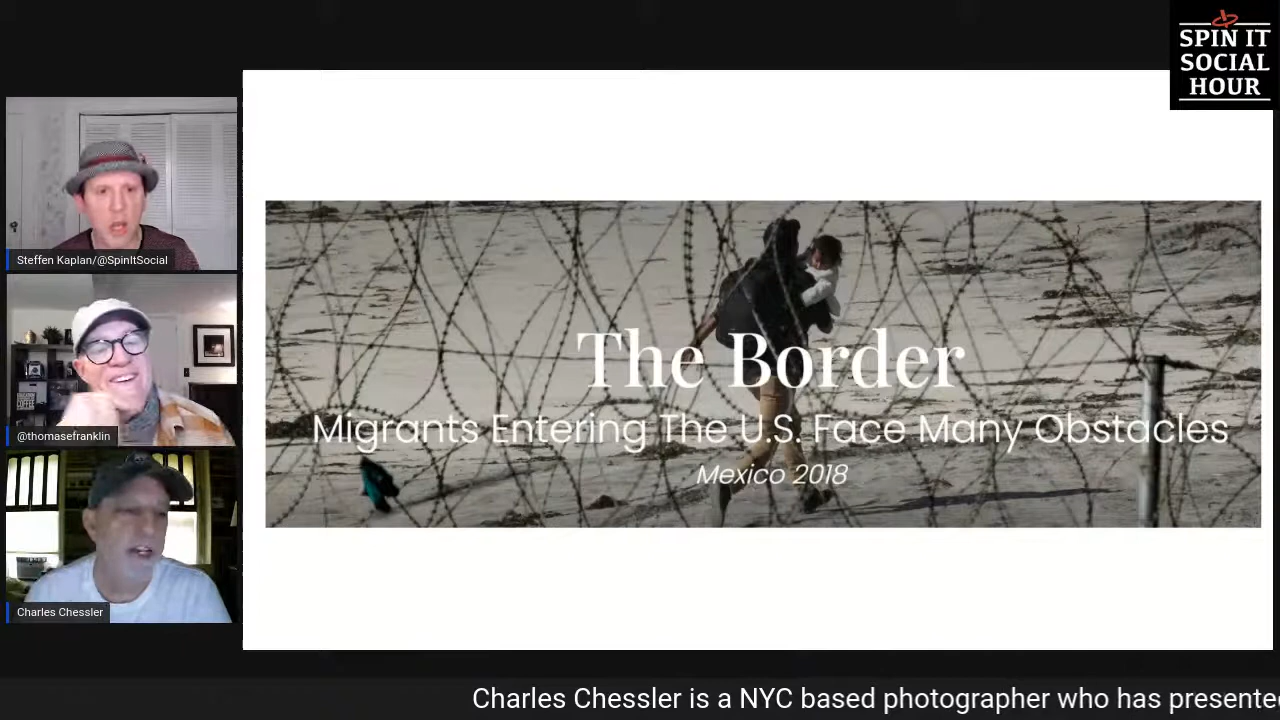 SPIN IT
SOCIAL
HOUR
Steffen Kaplan/@SpinItSocial
@thomasefranklin
Charles Chessler
The Border
Migrants Entering The U.S. Face Many Obstacles
Mexico 2018
Charles Chessler is a NYC based photographer who has presente